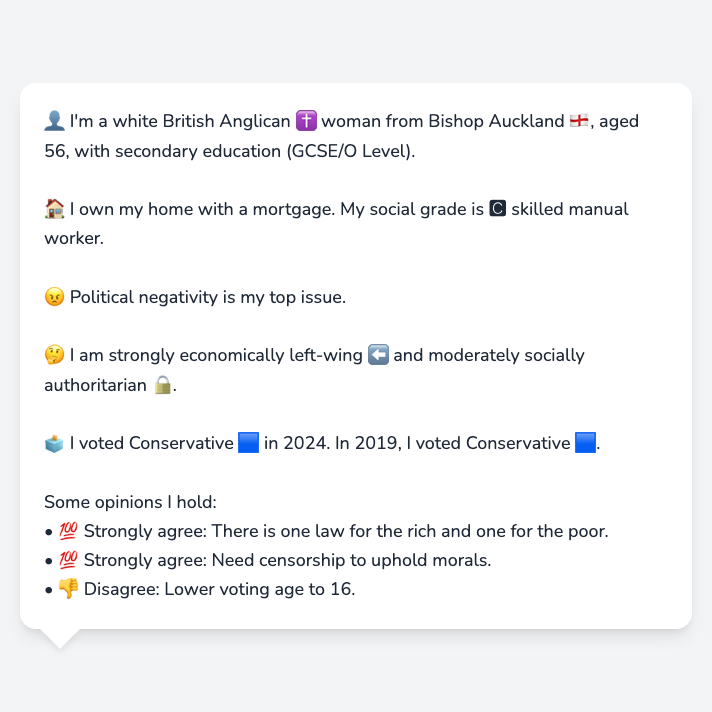 👤 I'm a white British Anglican ✝️ woman from Bishop Auckland 🏴󠁧󠁢󠁥󠁮󠁧󠁿, aged
56, with secondary education (GCSE/O Level).
🏠 I own my home with a mortgage. My social grade is 🅲 skilled manual
worker.
😠 Political negativity is my top issue.
🤔 I am strongly economically left-wing ⬅️ and moderately socially
authoritarian 🔒.
🗳️ I voted Conservative 🟦 in 2024. In 2019, I voted Conservative 🟦.
Some opinions I hold:
• 💯 Strongly agree: There is one law for the rich and one for the poor.
• 💯 Strongly agree: Need censorship to uphold morals.
• 👎 Disagree: Lower voting age to 16.